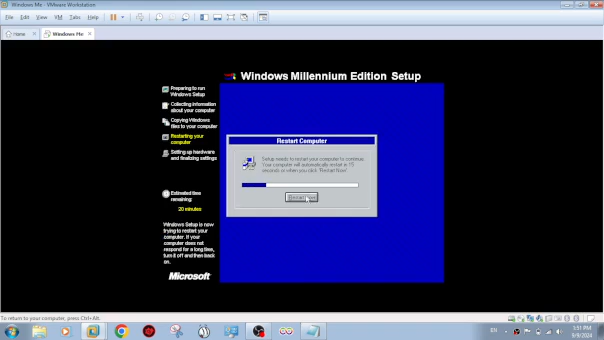 Windows Me - VMware Workstation
File Edit View VM Tabs Help
Home
Windows Me
Windows Millennium Edition Setup
Preparing to run
Windows Setup
Collecting information
about your computer
Copying Windows
files to your computer
Restarting your
computer
Setting up hardware
and finalizing settings
Estimated time
remaining:
20 minutes
Windows Setup is now
trying to restart your
computer. If your
computer does not
respond for a long time,
turn it off and then back
on.
Microsoft
Restart Computer
Setup needs to restart your computer to continue.
Your computer will automatically restart in 15
seconds or when you click 'Restart Now'.
To return to your computer, press Ctrl+Alt.
EN
3:51 PM
9/9/2024